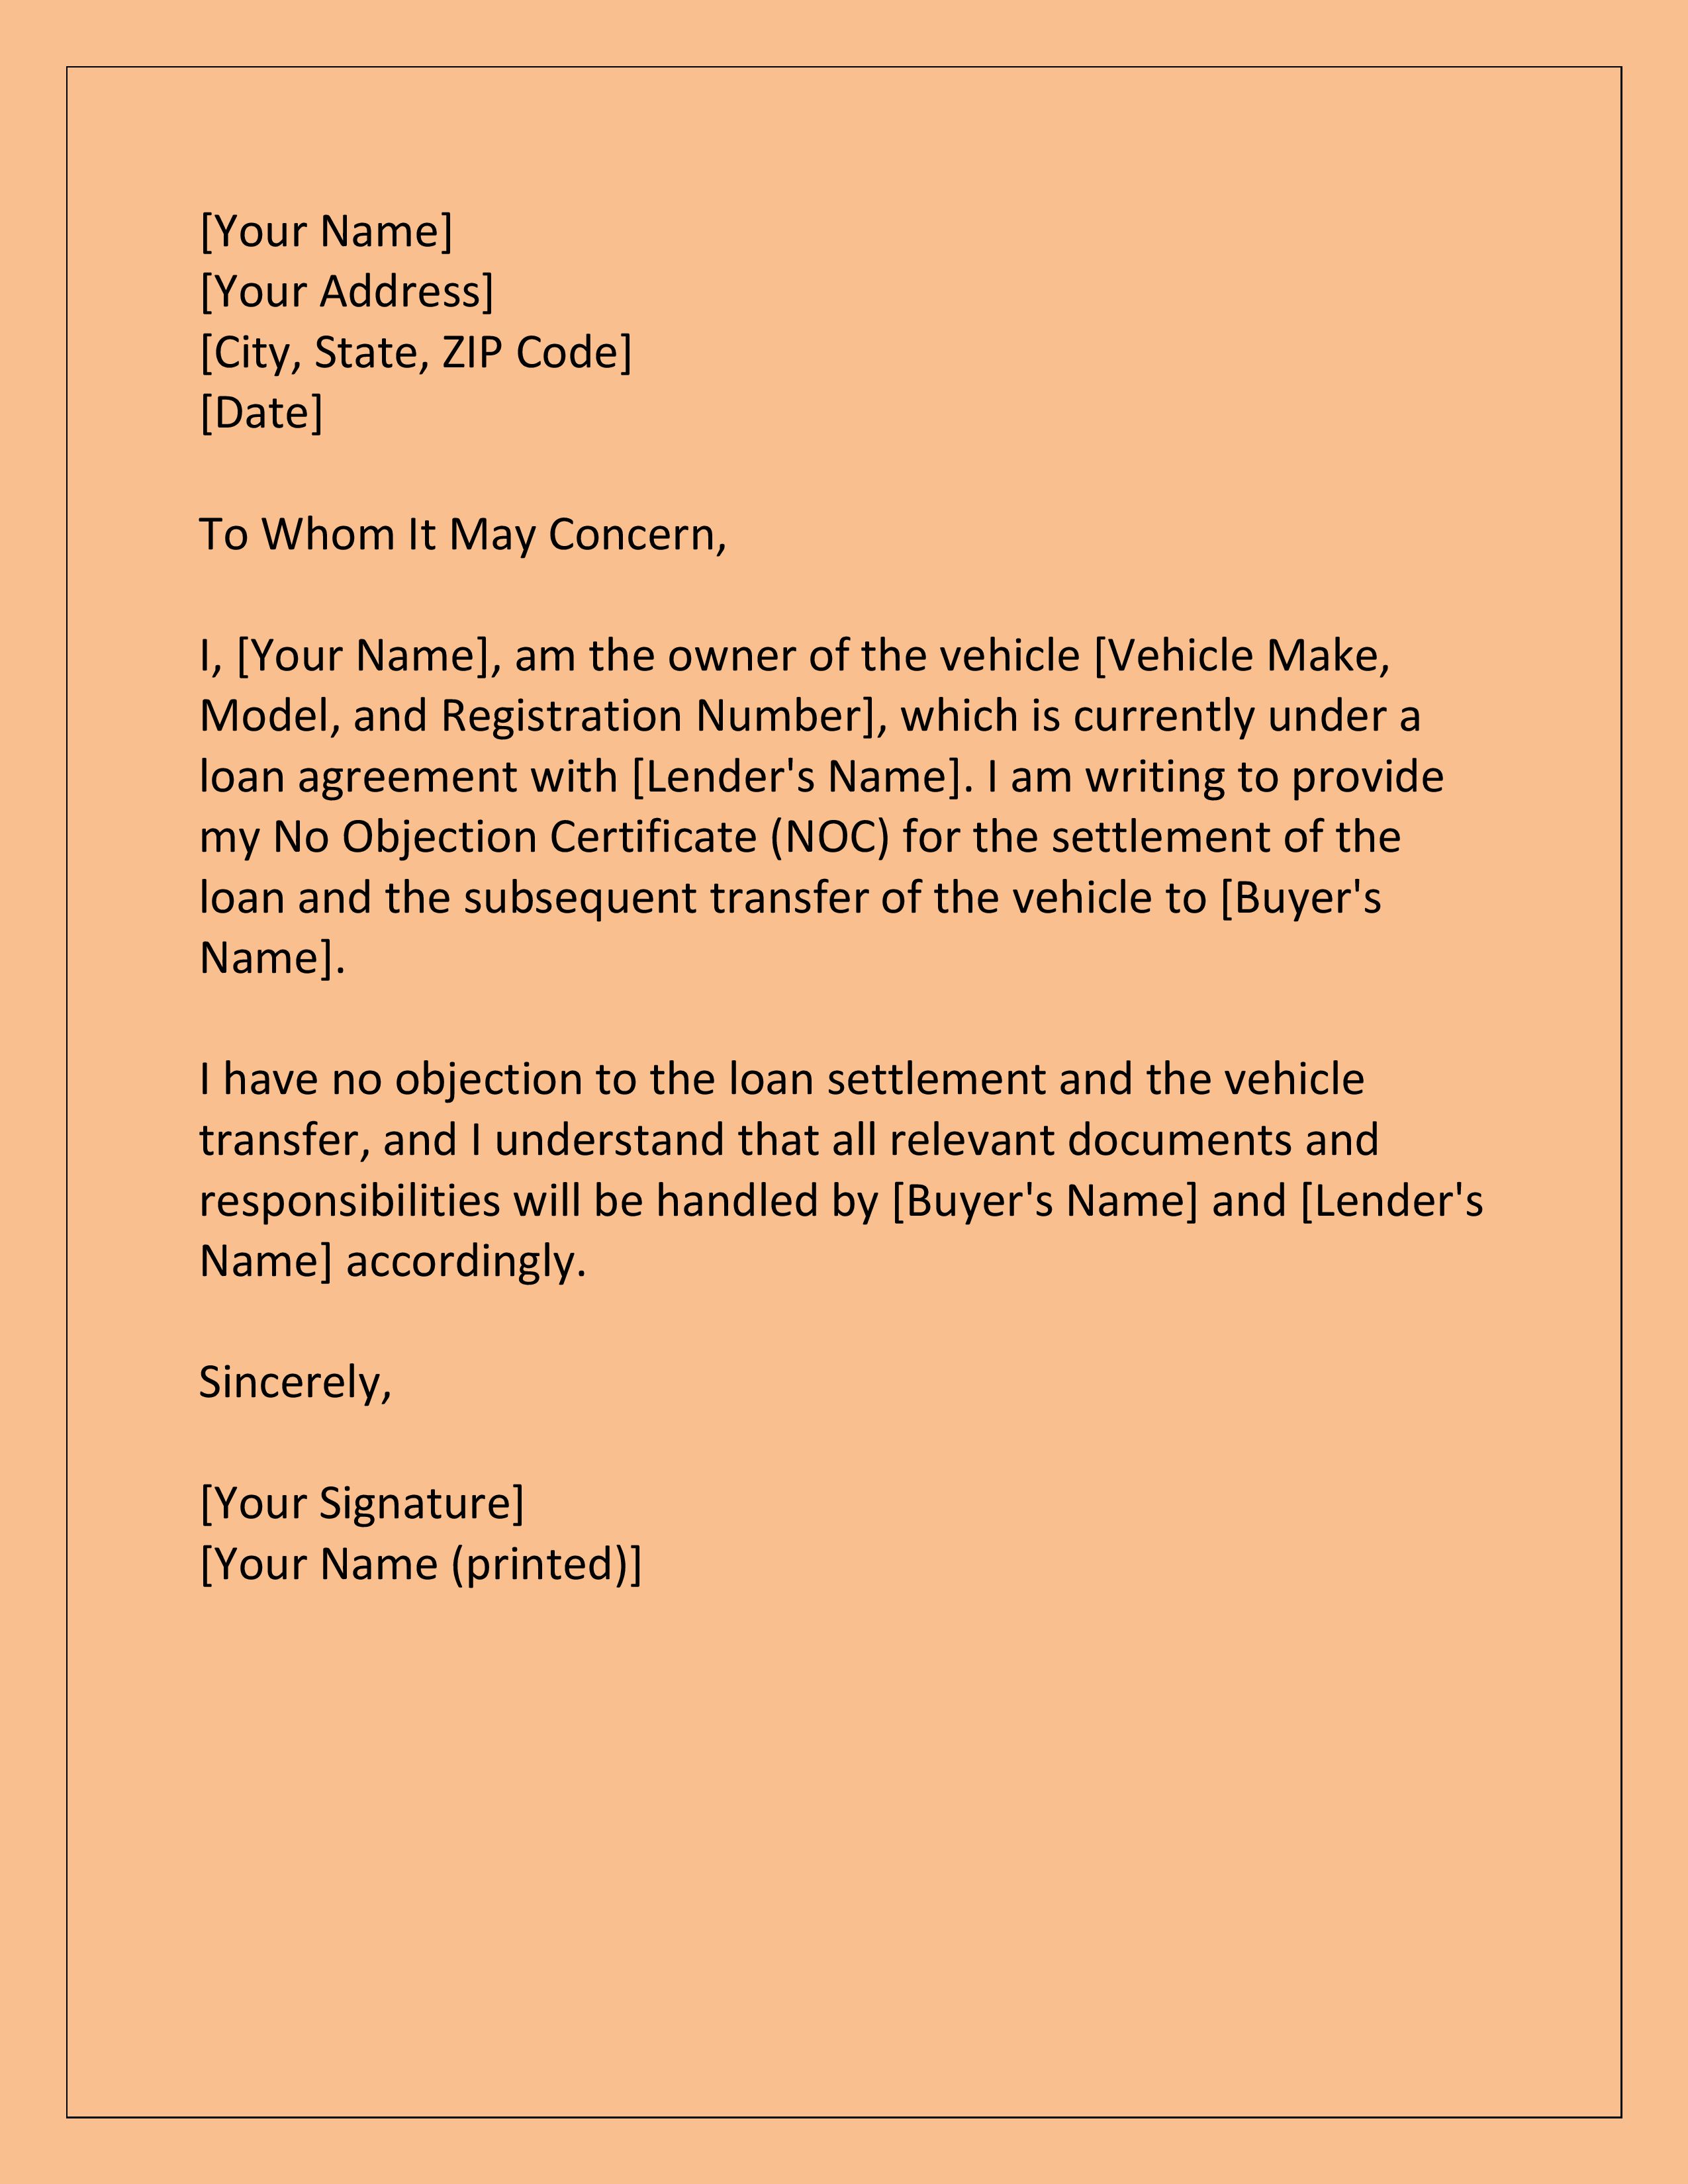 [Your Name]
[Your Address]
[City, State, ZIP Code]
[Date]
To Whom It May Concern,
I, [Your Name], am the owner of the vehicle [Vehicle Make,
Model, and Registration Number], which is currently under a
loan agreement with [Lender's Name]. I am writing to provide
my No Objection Certificate (NOC) for the settlement of the
loan and the subsequent transfer of the vehicle to [Buyer's
Name].
I have no objection to the loan settlement and the vehicle
transfer, and I understand that all relevant documents and
responsibilities will be handled by [Buyer's Name] and [Lender's
Name] accordingly.
Sincerely,
[Your Signature]
[Your Name (printed)]